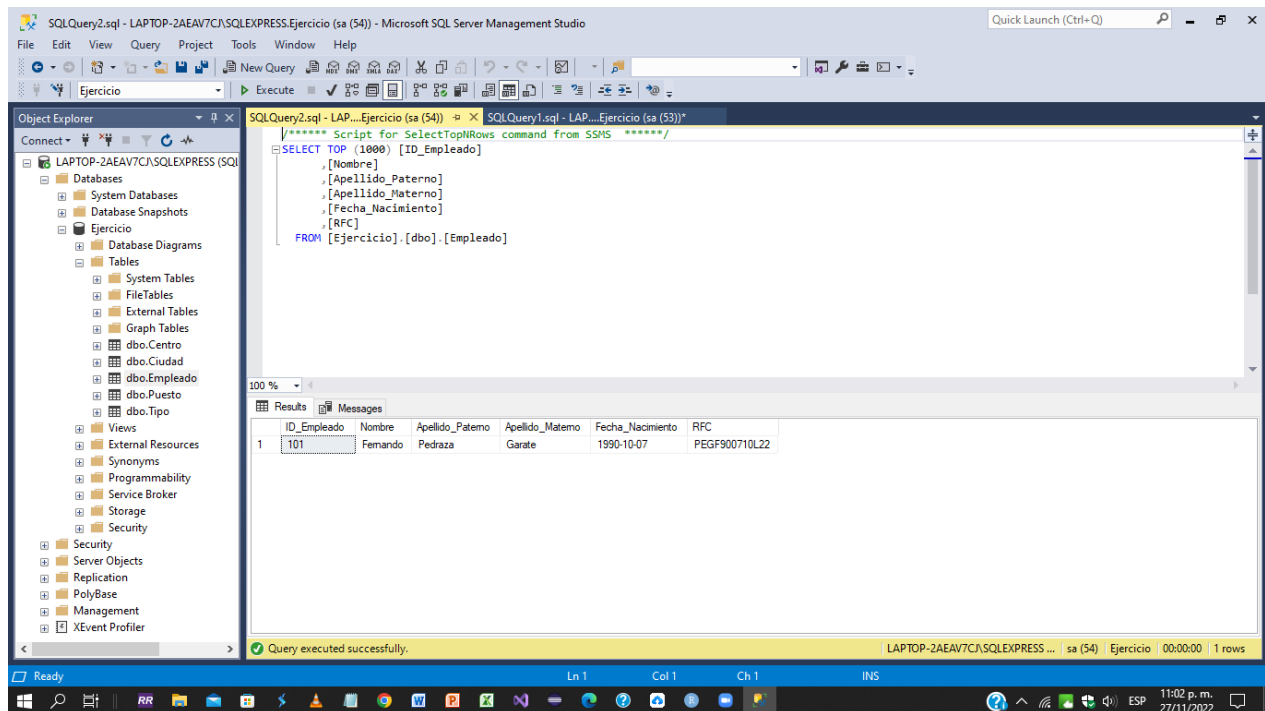 SQLQuery2.sql - LAPTOP-2AEAV7CJ\SQLEXPRESS.Ejercicio (sa (54)) - Microsoft SQL Server Management Studio
Quick Launch (Ctrl+Q)
File Edit View Query Project Tools Window Help
New Query
Ejercicio
Execute
Object Explorer
SQLQuery2.sql - LAP....Ejercicio (sa (54))
SQLQuery1.sql - LAP....Ejercicio (sa (53))*
Connect
LAPTOP-2AEAV7CJ\SQLEXPRESS (SQL
Databases
System Databases
Database Snapshots
Ejercicio
Database Diagrams
Tables
System Tables
FileTables
External Tables
Graph Tables
dbo.Centro
dbo.Ciudad
dbo.Empleado
dbo.Puesto
dbo.Tipo
Views
External Resources
Synonyms
Programmability
Service Broker
Storage
Security
Security
Server Objects
Replication
PolyBase
Management
XEvent Profiler
/****** Script for SelectTopNRows command from SSMS ******/
SELECT TOP (1000) [ID_Empleado]
,[Nombre]
,[Apellido_Paterno]
,[Apellido_Materno]
,[Fecha_Nacimiento]
,[RFC]
FROM [Ejercicio].[dbo].[Empleado]
100 %
Results Messages
ID_Empleado Nombre Apellido_Paterno Apellido_Materno Fecha_Nacimiento RFC
1 101 Fernando Pedraza Garate 1990-10-07 PEGF900710L22
Query executed successfully.
LAPTOP-2AEAV7CJ\SQLEXPRESS ... sa (54) Ejercicio 00:00:00 1 rows
Ready Ln 1 Col 1 Ch 1 INS
RR
ESP
11:02 p. m.
27/11/2022